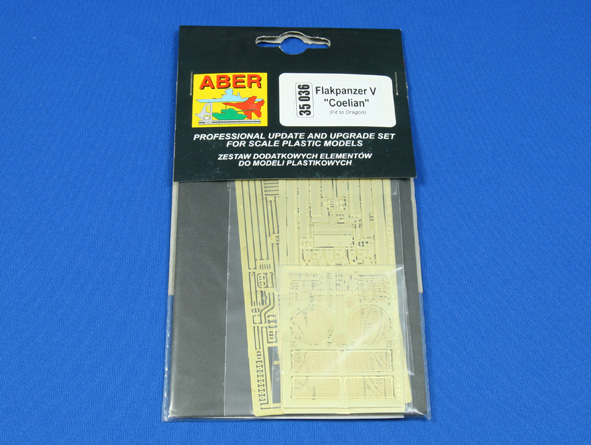 ABER
35 036
Flakpanzer V
"Coelian"
(Fit to Dragon)
PROFESSIONAL UPDATE AND UPGRADE SET
FOR SCALE PLASTIC MODELS
ZESTAW DODATKOWYCH ELEMENTÓW
DO MODELI PLASTIKOWYCH